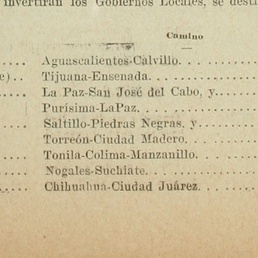 invertirán los Gobiernos Locales, se desti
Camino
Aguascalientes-Calvillo. . .
e) . . Tijuana-Ensenada. . . . . .
La Paz-San José del Cabo, y. . . .
Purísima-LaPaz. . . . . . .
Saltillo-Piedras Negras, y. . . . .
Torreón-Ciudad Madero. . . . .
Tonila-Colima-Manzanillo. . . .
Nogales-Suchiate. . . . . . .
Chihuahua-Ciudad Juárez. . . .